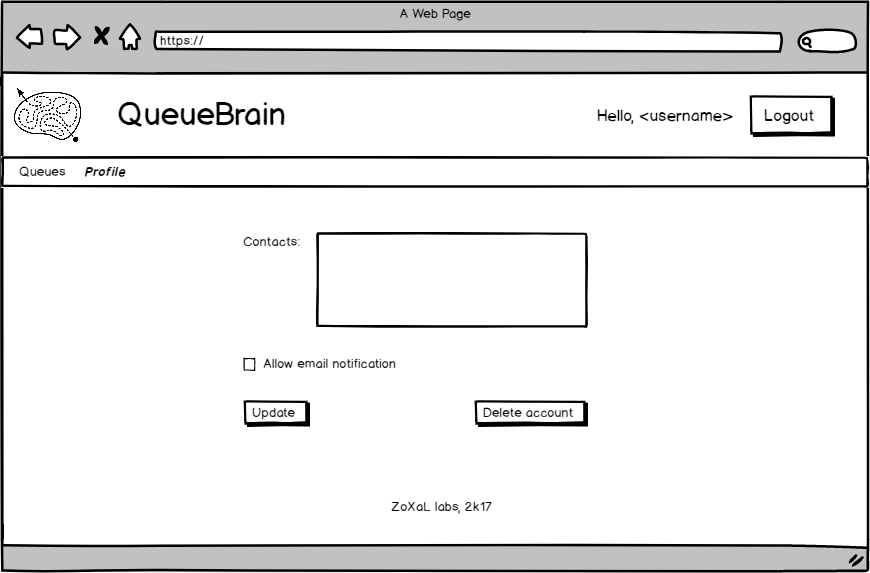 A Web Page
https://
QueueBrain
Hello, <username>
Logout
Queues Profile
Contacts:
Allow email notification
Update Delete account
ZoXaL labs, 2k17